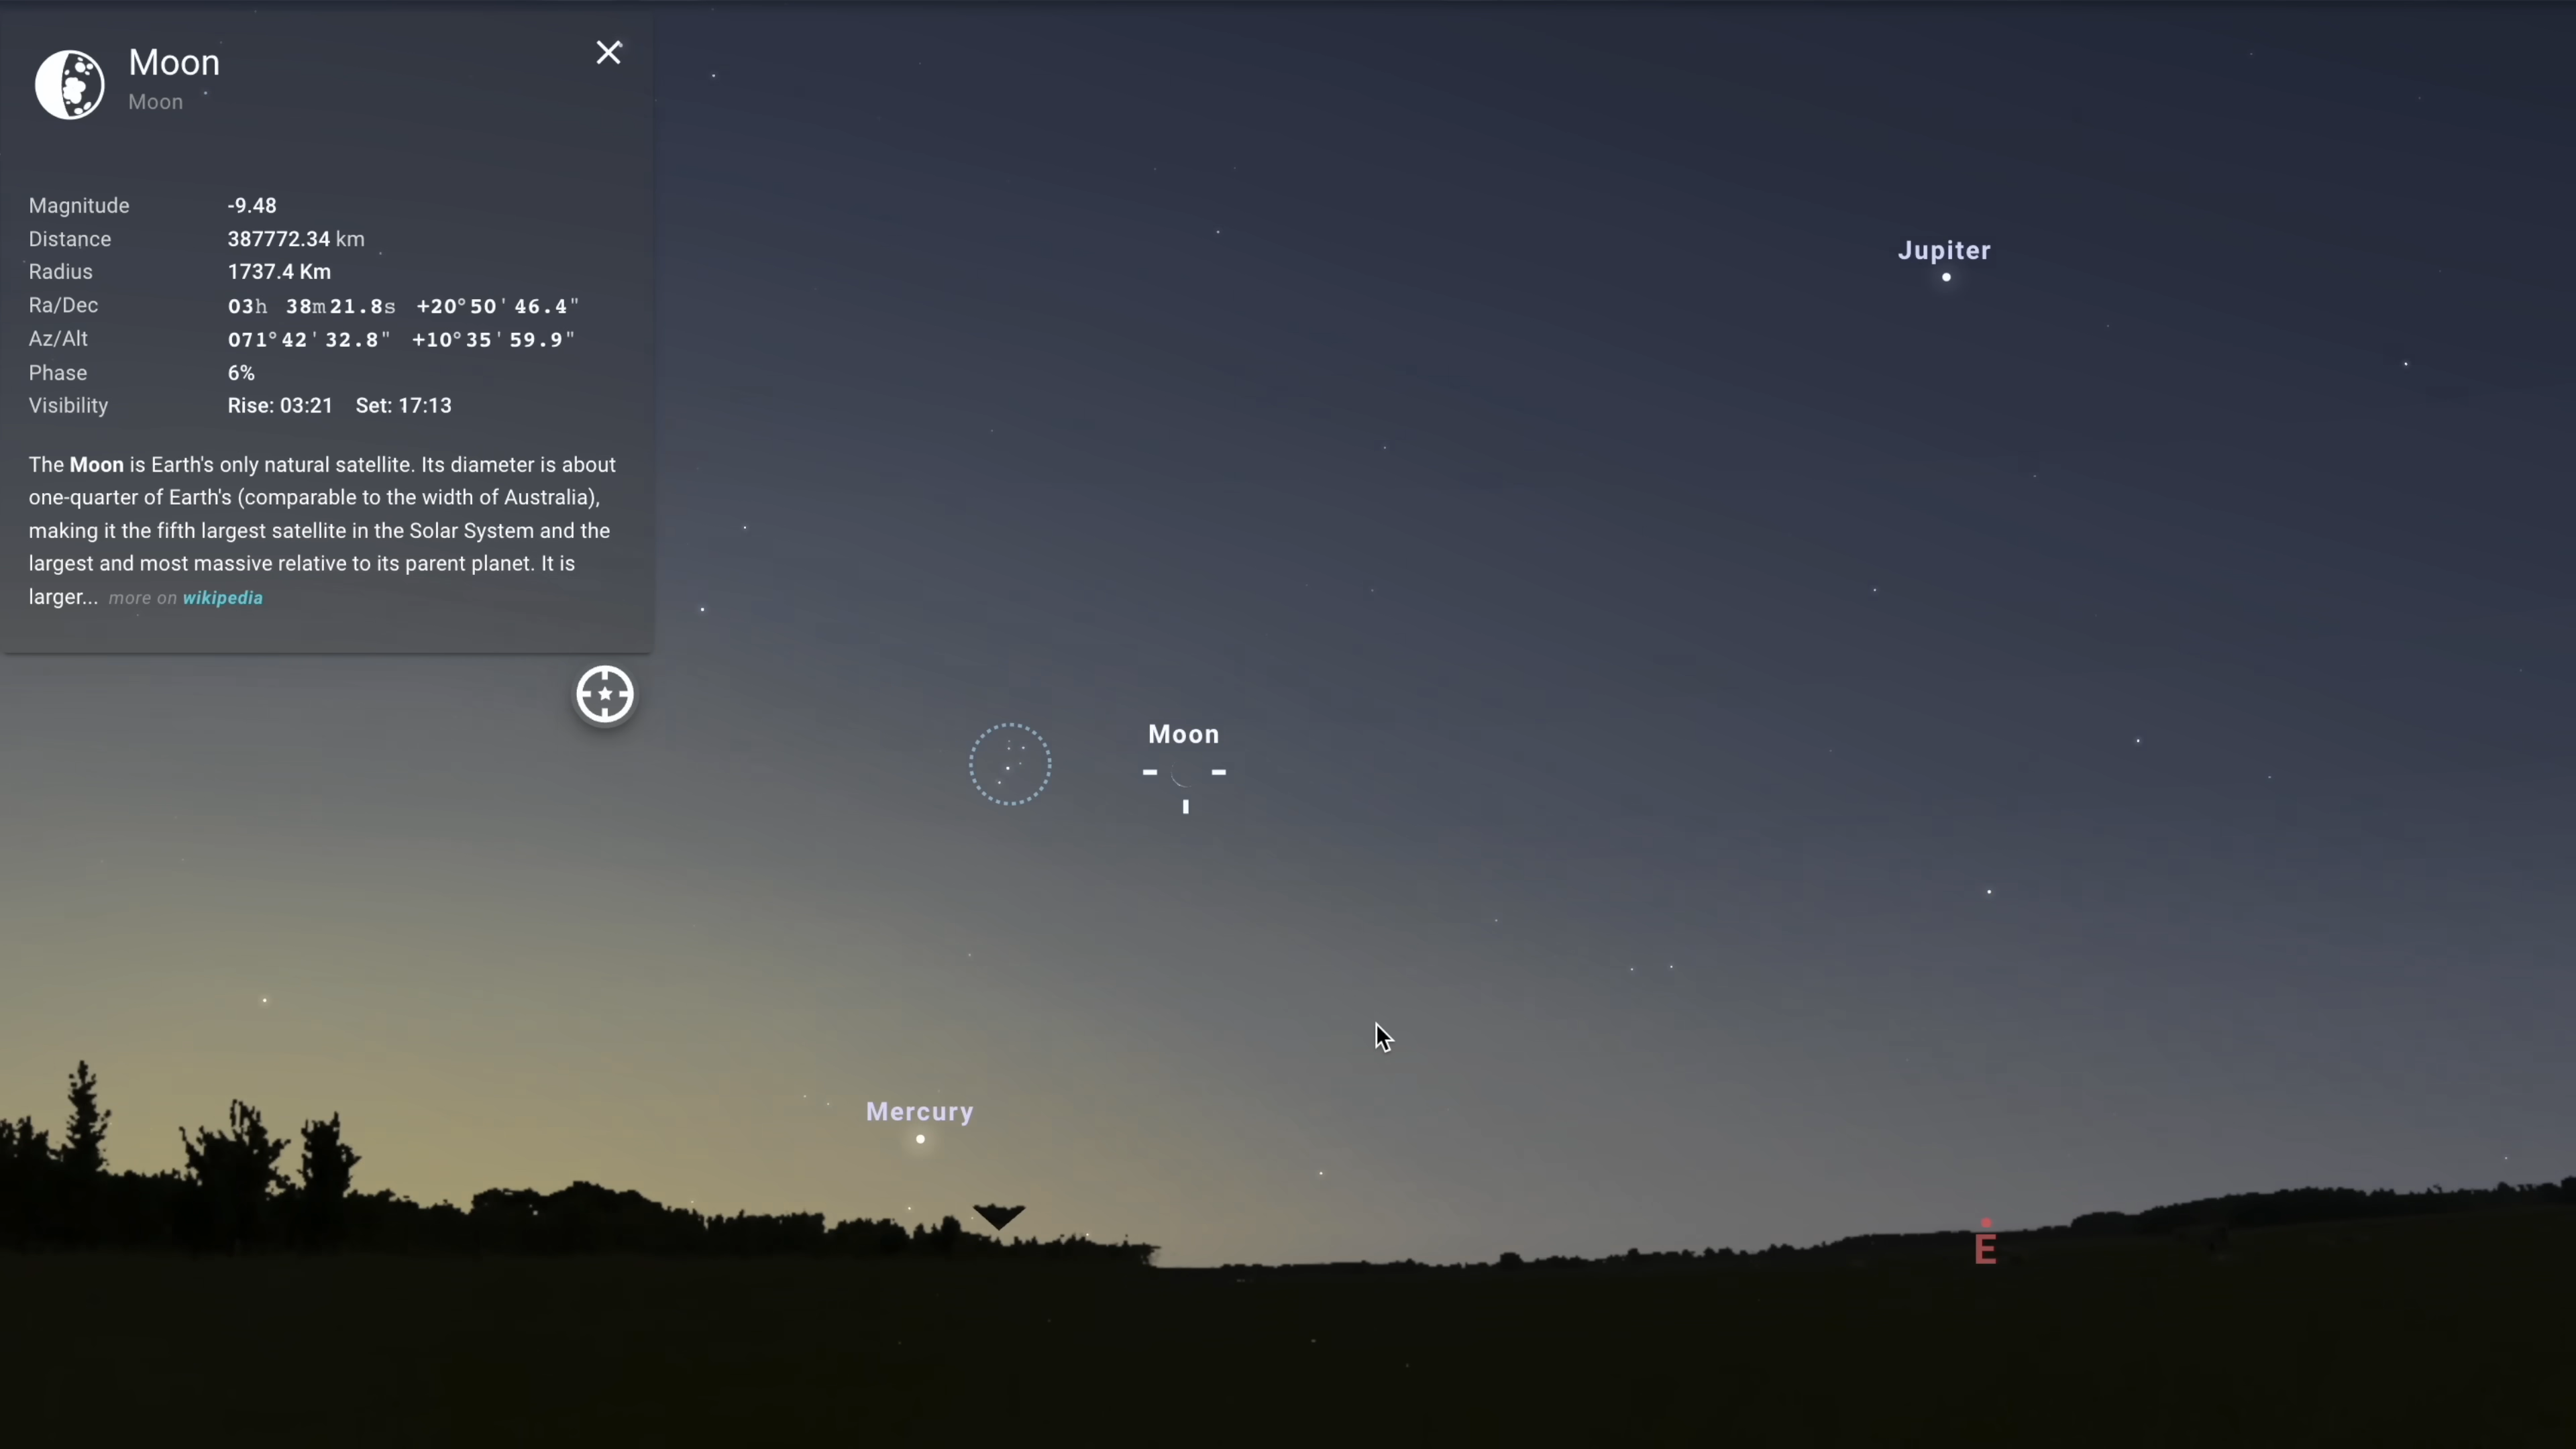 Moon
Moon
Magnitude -9.48
Distance 387772.34 km
Radius 1737.4 Km
Ra/Dec 03h 38m21.8s +20°50'46.4"
Az/Alt 071°42'32.8" +10°35'59.9"
Phase 6%
Visibility Rise: 03:21 Set: 17:13
The Moon is Earth's only natural satellite. Its diameter is about
one-quarter of Earth's (comparable to the width of Australia),
making it the fifth largest satellite in the Solar System and the
largest and most massive relative to its parent planet. It is
larger... more on wikipedia
Jupiter
Moon
Mercury
E